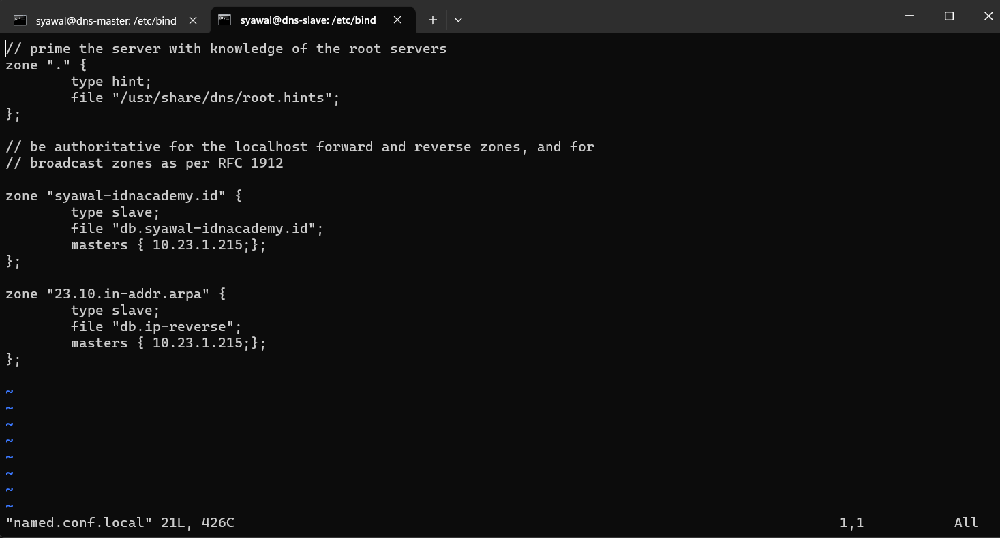 syawal@dns-master: /etc/bind
syawal@dns-slave: /etc/bind
// prime the server with knowledge of the root servers
zone "." {
        type hint;
        file "/usr/share/dns/root.hints";
};

// be authoritative for the localhost forward and reverse zones, and for
// broadcast zones as per RFC 1912

zone "syawal-idnacademy.id" {
        type slave;
        file "db.syawal-idnacademy.id";
        masters { 10.23.1.215;};
};

zone "23.10.in-addr.arpa" {
        type slave;
        file "db.ip-reverse";
        masters { 10.23.1.215;};
};

~
~
~
~
~
~
~
~
"named.conf.local" 21L, 426C 1,1 All